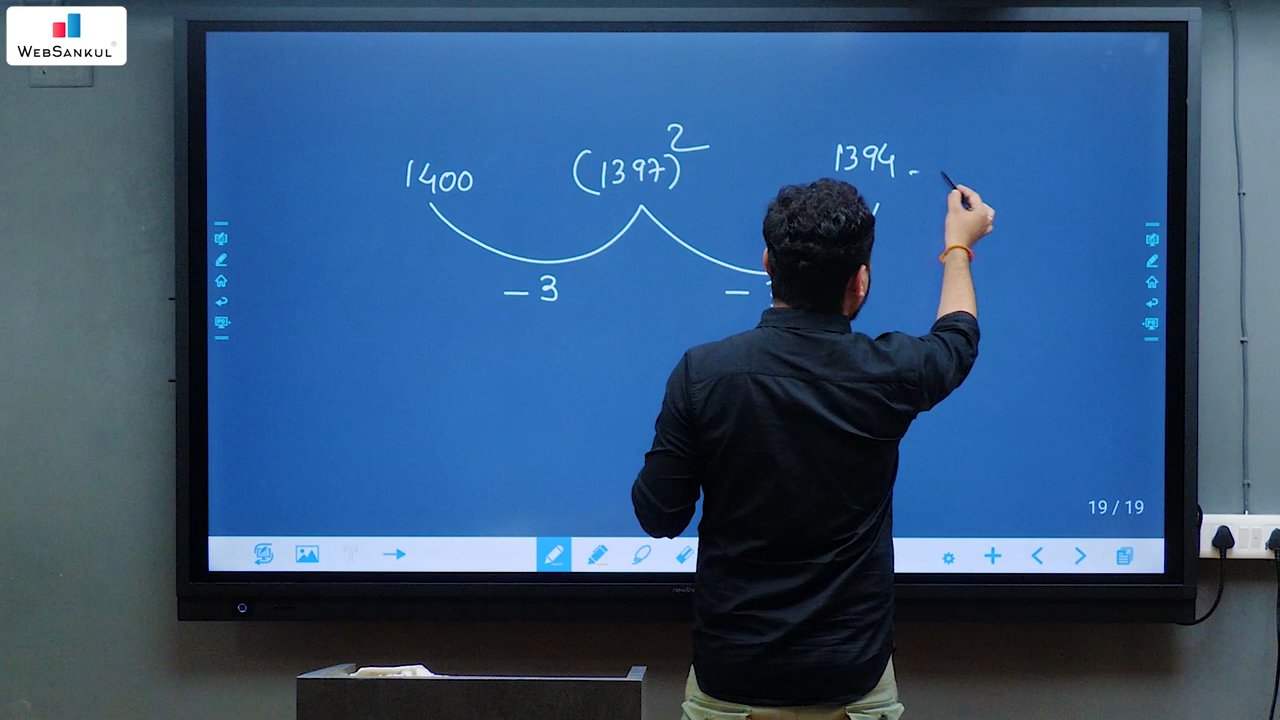 WEBSANKUL®
1400 (1397)² 1394 -
– 3 –
19 / 19